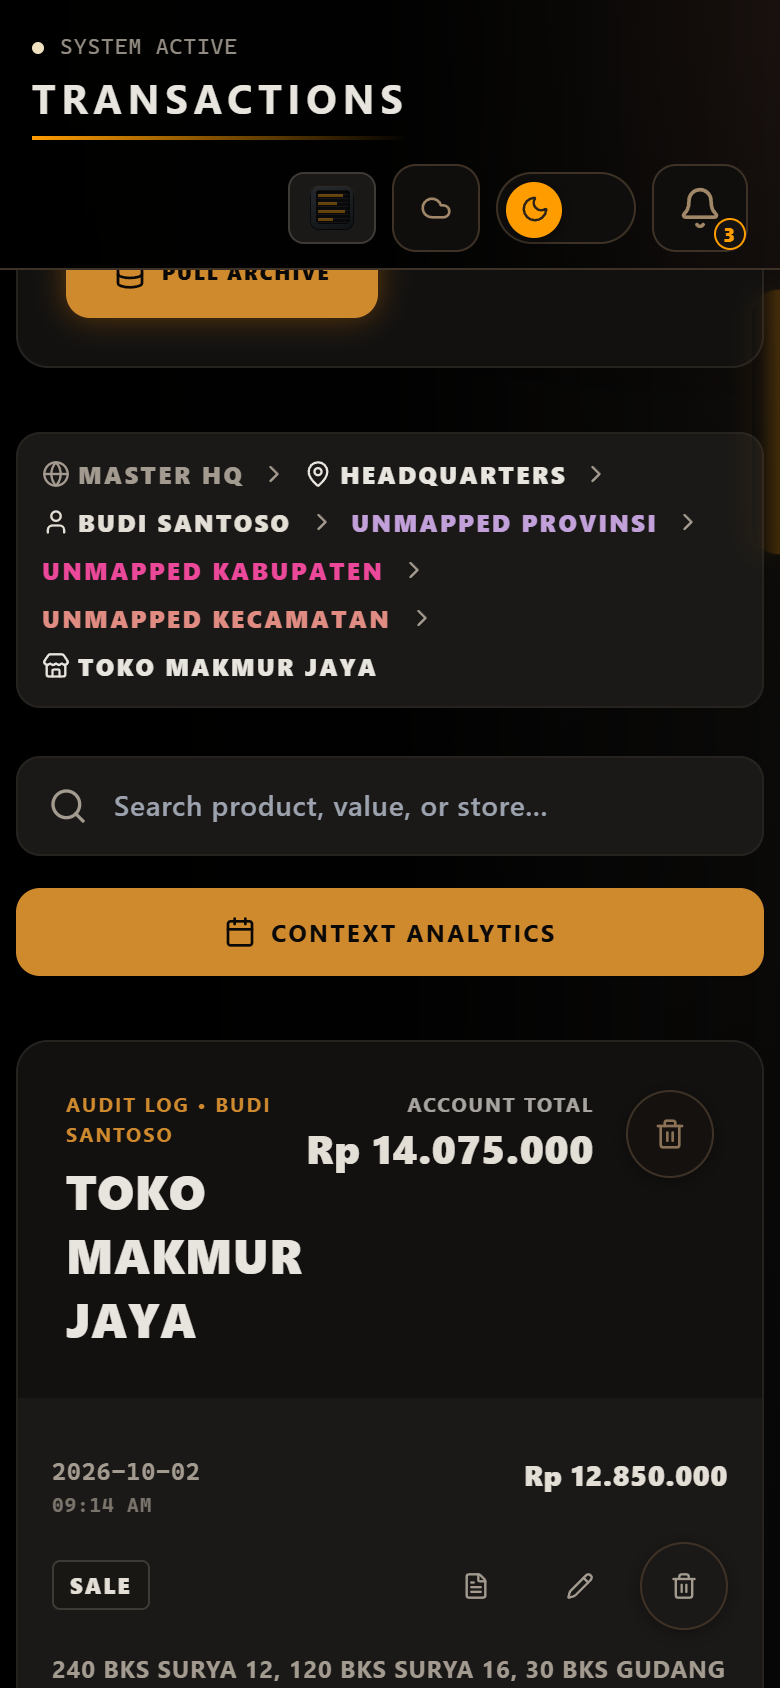 SYSTEM ACTIVE
TRANSACTIONS
3
PULL ARCHIVE
MASTER HQ
HEADQUARTERS
BUDI SANTOSO
UNMAPPED PROVINSI
UNMAPPED KABUPATEN
UNMAPPED KECAMATAN
TOKO MAKMUR JAYA
Search product, value, or store...
CONTEXT ANALYTICS
AUDIT LOG • BUDI
SANTOSO
ACCOUNT TOTAL
Rp 14.075.000
TOKO
MAKMUR
JAYA
2026-10-02
Rp 12.850.000
09:14 AM
SALE
240 BKS SURYA 12, 120 BKS SURYA 16, 30 BKS GUDANG